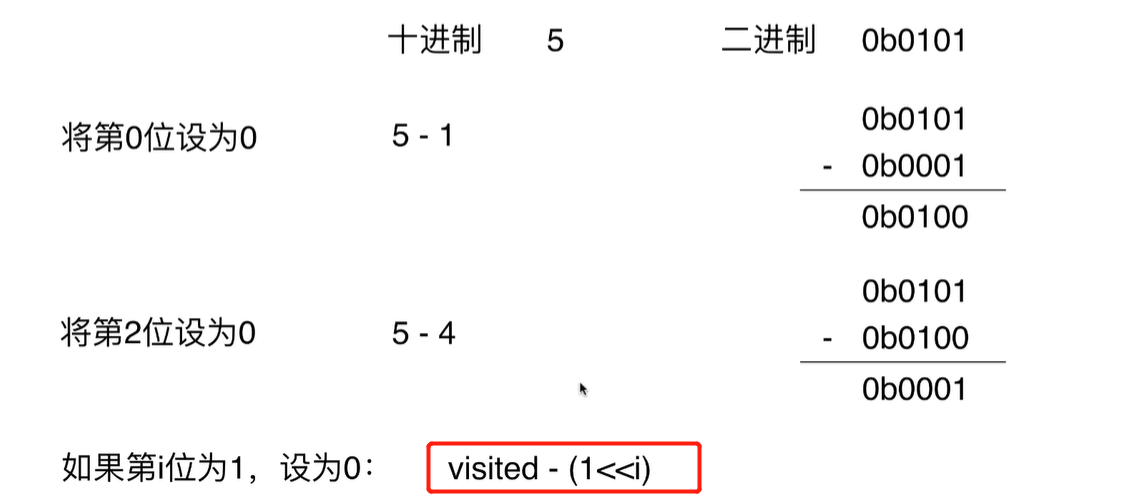 十进制 5 二进制 0b0101
将第0位设为0 5 - 1 0b0101
- 0b0001
0b0100
将第2位设为0 5 - 4 0b0101
- 0b0100
0b0001
如果第i位为1，设为0： visited - (1<<i)